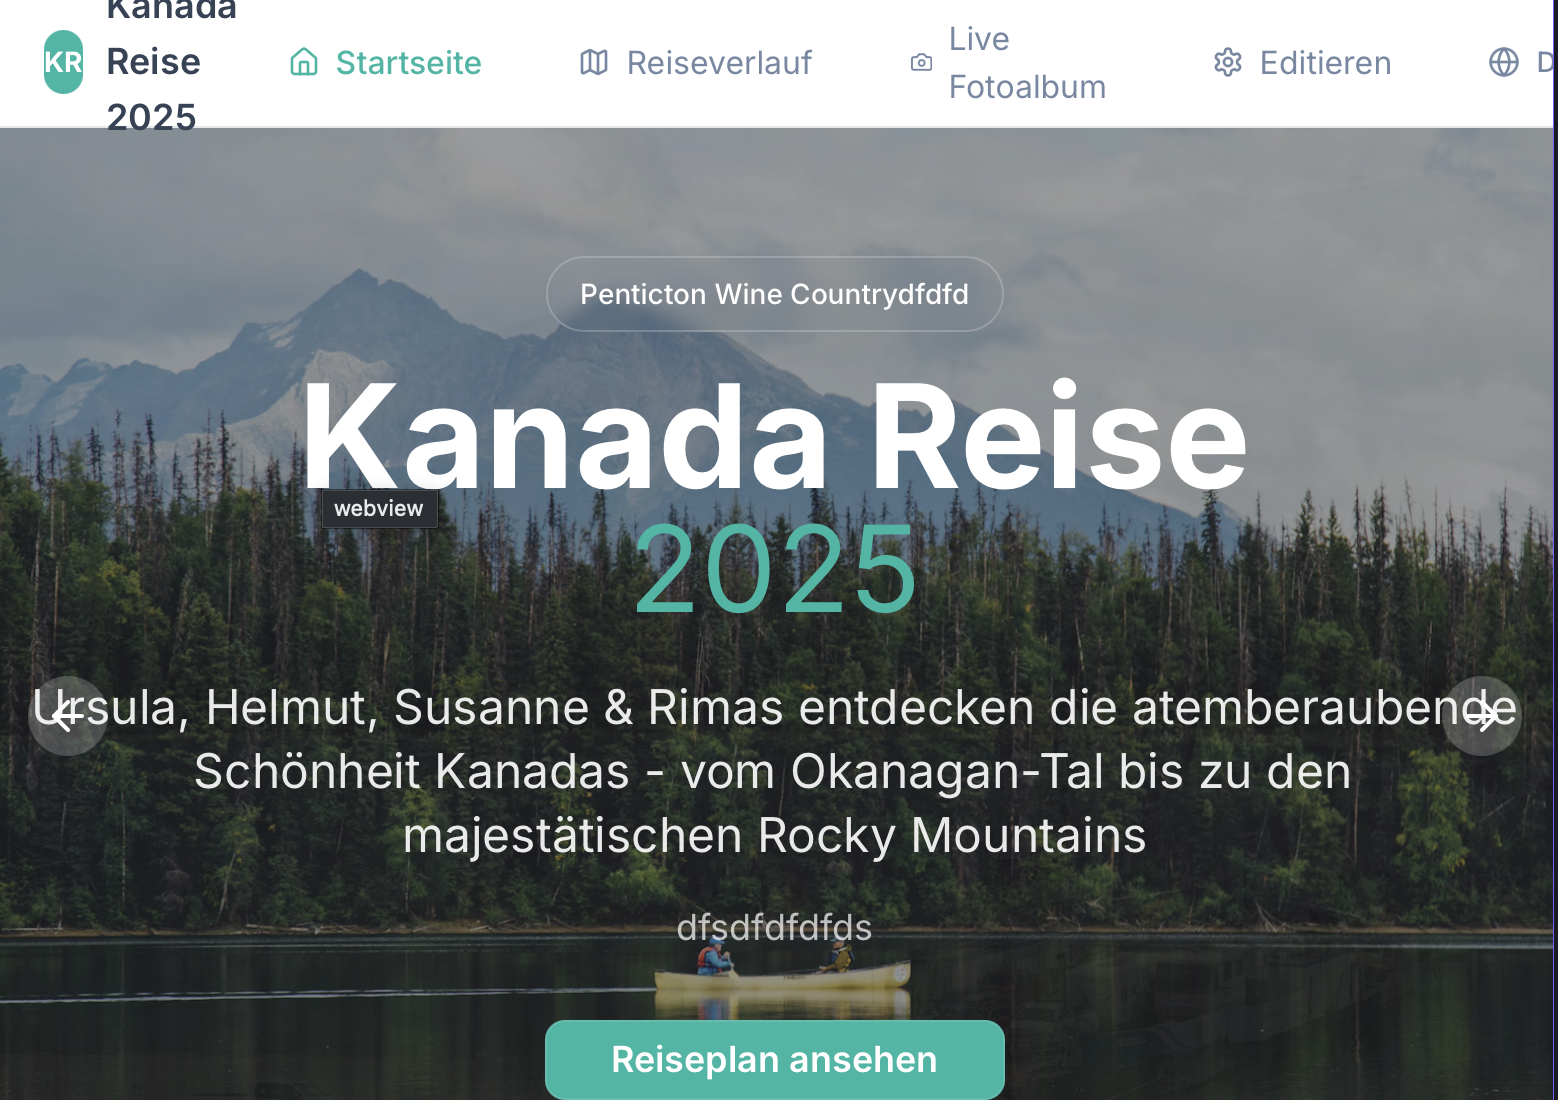 Kanada
Reise
2025
KR
Startseite
Reiseverlauf
Live
Fotoalbum
Editieren
D
Penticton Wine Countrydfdfd
Kanada Reise
webview
2025
Ursula, Helmut, Susanne & Rimas entdecken die atemberaubende
Schönheit Kanadas - vom Okanagan-Tal bis zu den
majestätischen Rocky Mountains
dfsdfdfdfds
Reiseplan ansehen